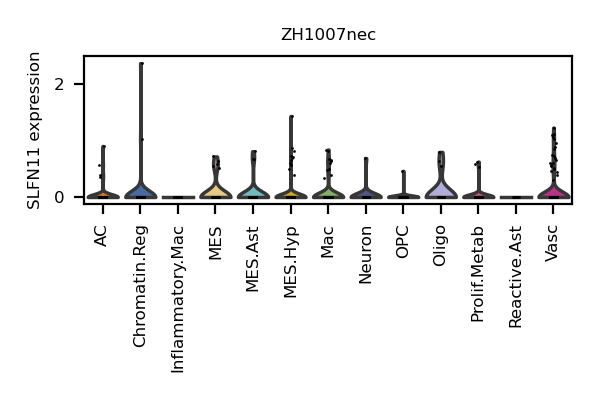 ZH1007nec
SLFN11 expression
2
0
AC
Chromatin.Reg
Inflammatory.Mac
MES
MES.Ast
MES.Hyp
Mac
Neuron
OPC
Oligo
Prolif.Metab
Reactive.Ast
Vasc